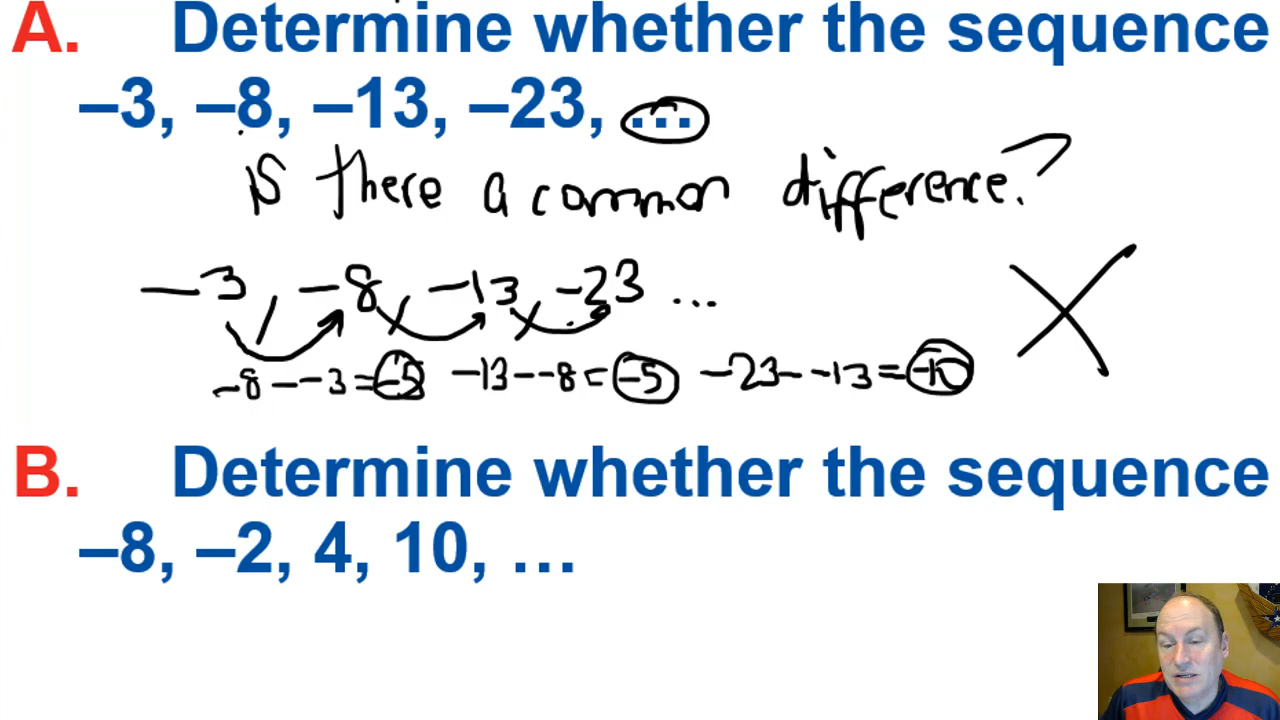 A. Determine whether the sequence
–3, –8, –13, –23, ...
is there a common difference?
-3, -8, -13 -23 ...
-8 - -3 = -5 -13 - -8 = -5 -23 - -13 = -10
B. Determine whether the sequence
–8, –2, 4, 10, …